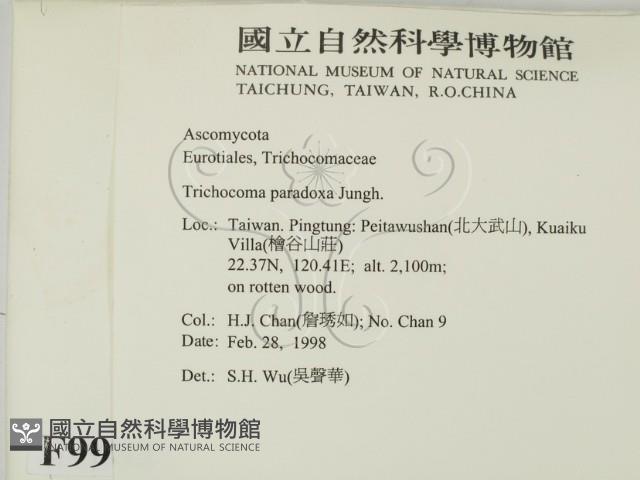 國立自然科學博物館
NATIONAL MUSEUM OF NATURAL SCIENCE
TAICHUNG, TAIWAN, R.O.CHINA
Ascomycota
Eurotiales, Trichocomaceae
Trichocoma paradoxa Jungh.
Loc.: Taiwan. Pingtung: Peitawushan(北大武山), Kuaiku
Villa(檜谷山莊)
22.37N, 120.41E; alt. 2,100m;
on rotten wood.
Col.: H.J. Chan(詹琇如); No. Chan 9
Date: Feb. 28, 1998
Det.: S.H. Wu(吳聲華)
國立自然科學博物館
NATIONAL MUSEUM OF NATURAL SCIENCE
F99